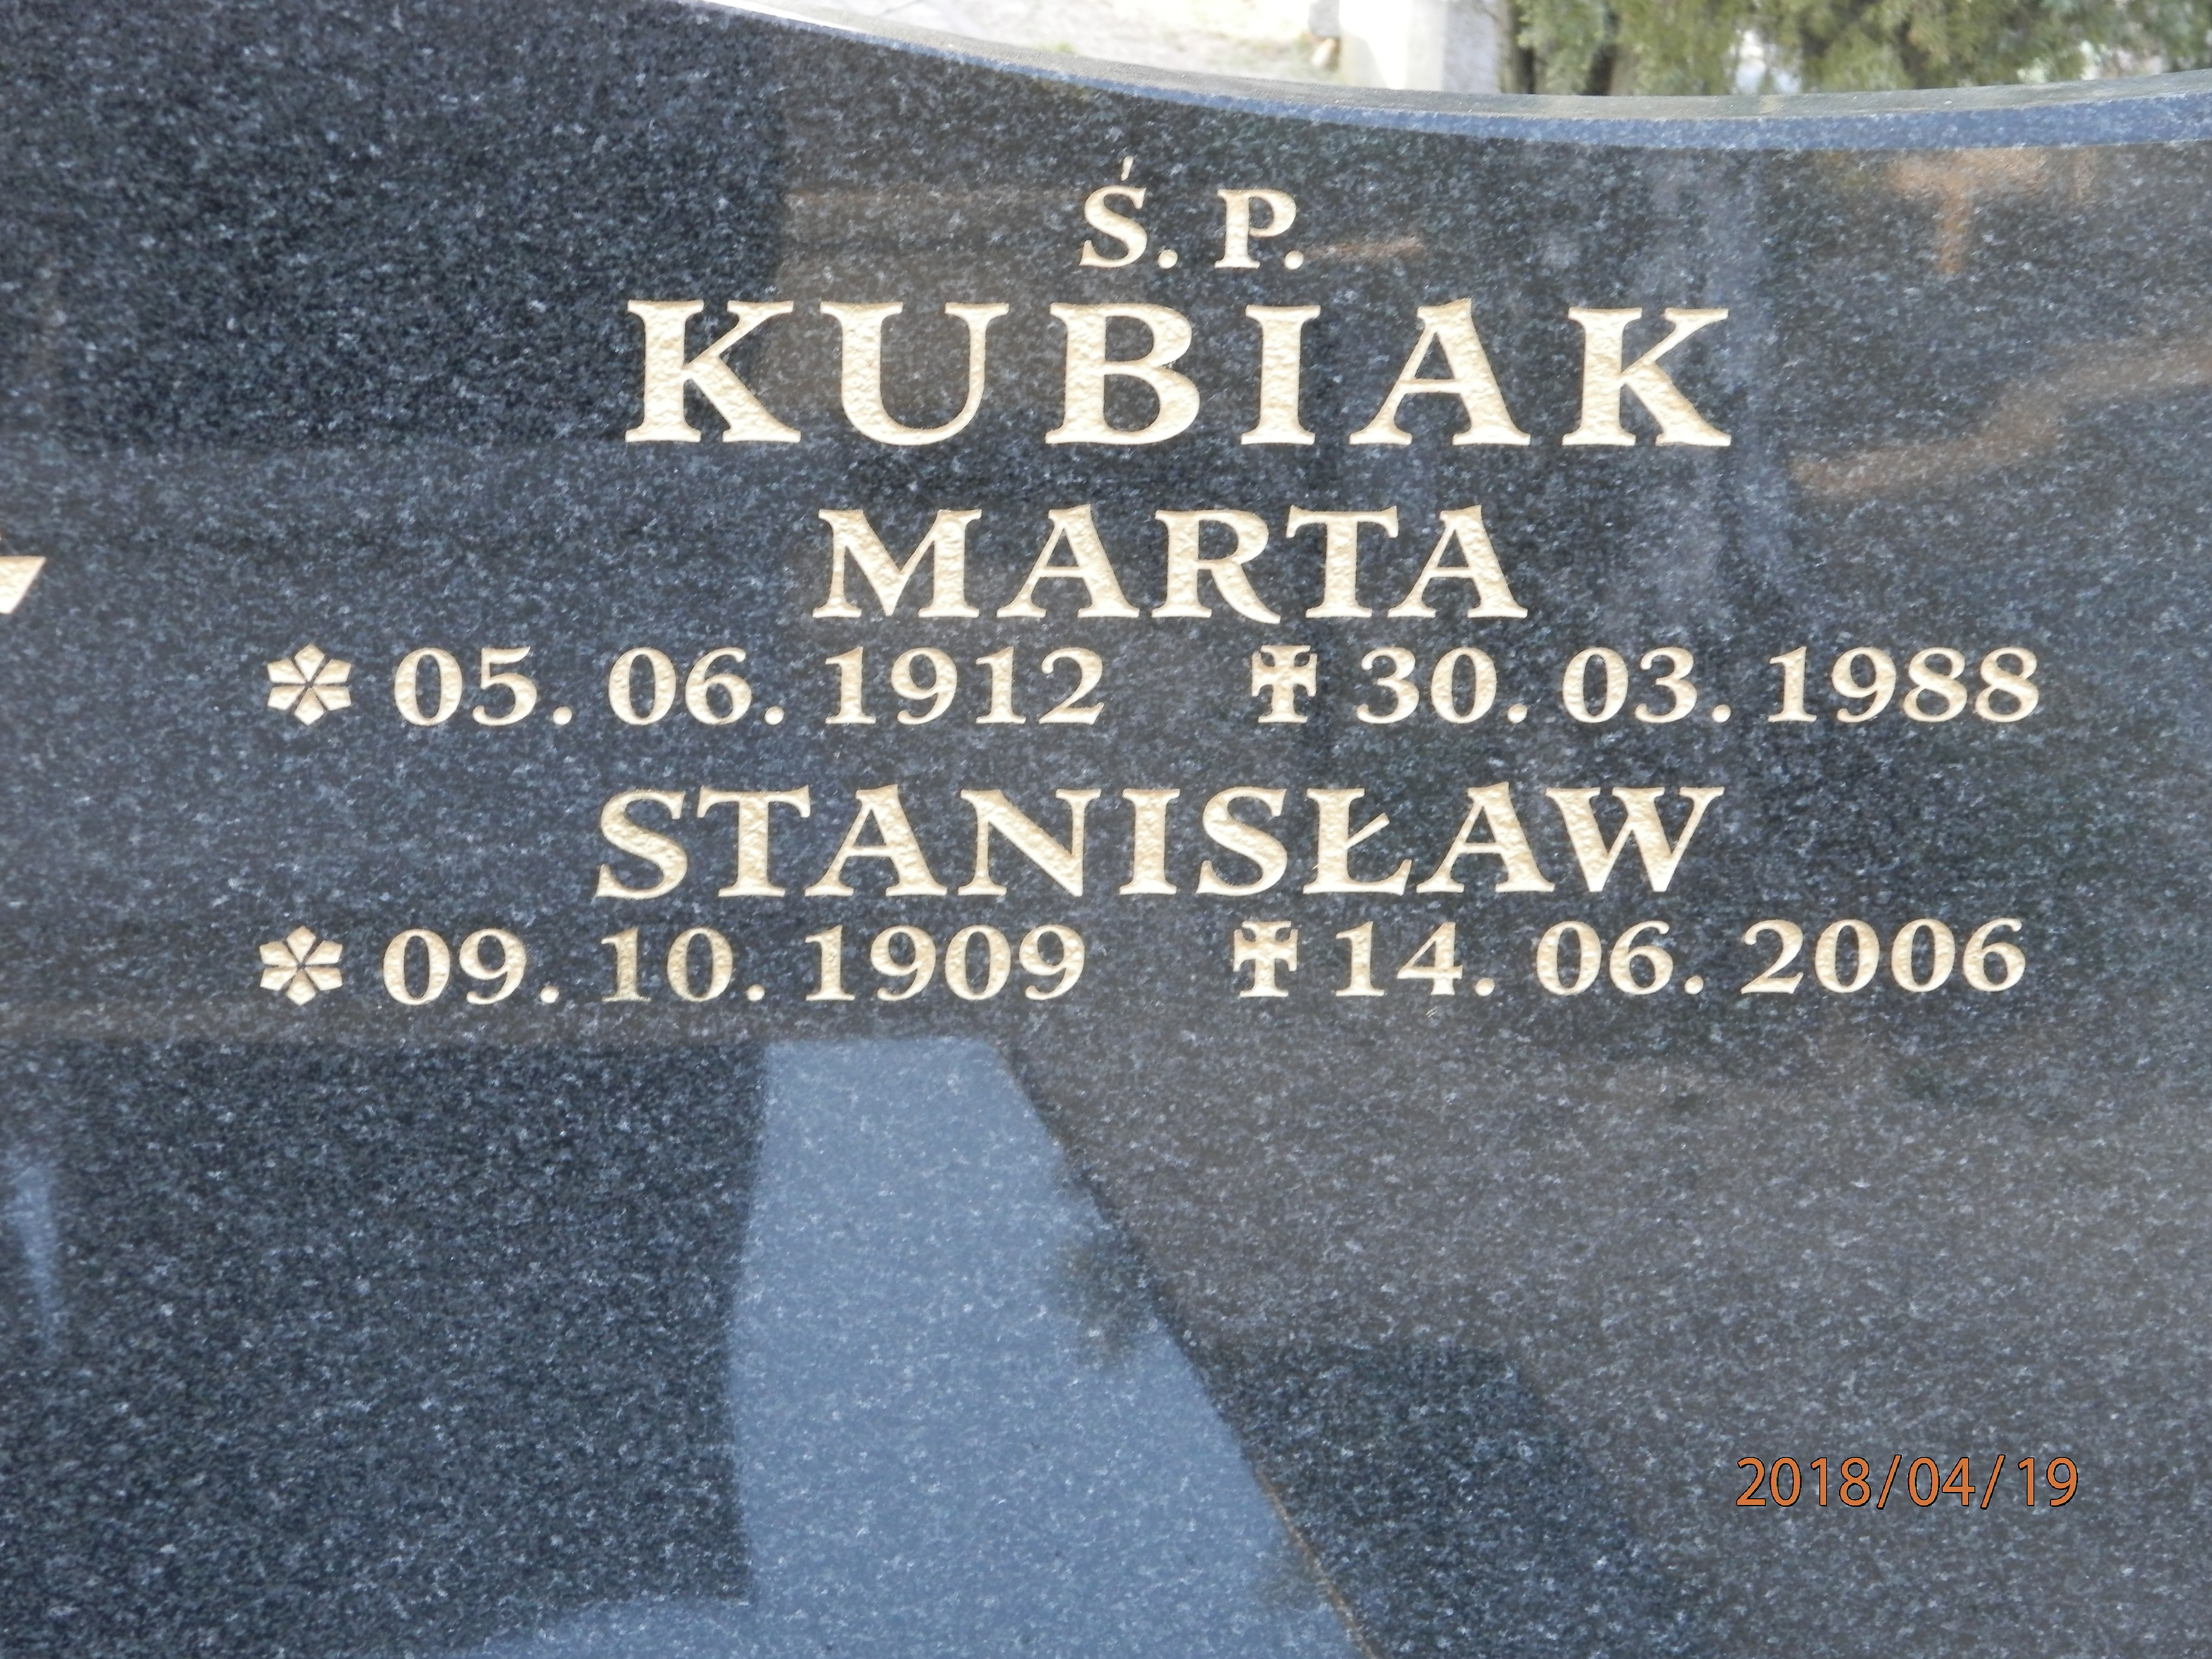 Ś. P.
KUBIAK
MARTA
05. 06. 1912 30. 03. 1988
STANISŁAW
09. 10. 1909 14. 06. 2006
2018/04/19